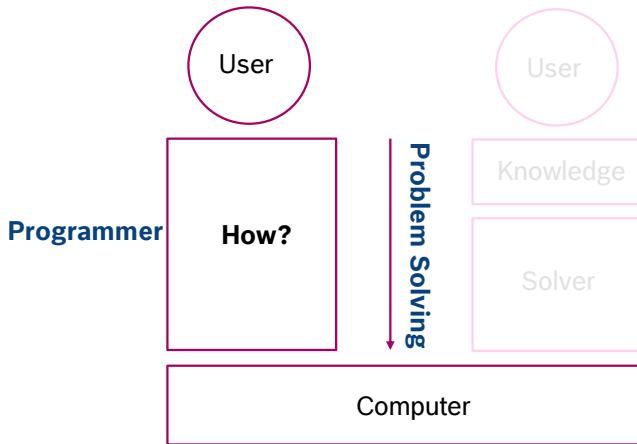 User
User
Knowledge
Programmer
How?
Problem Solving
Solver
Computer